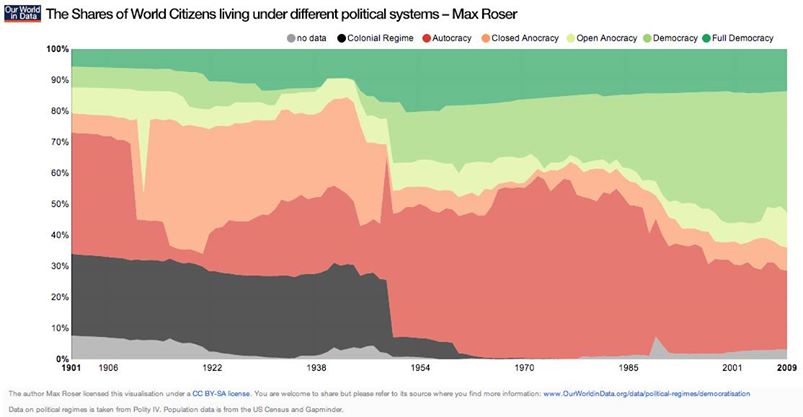 Our World
in Data
The Shares of World Citizens living under different political systems – Max Roser
no data Colonial Regime Autocracy Closed Anocracy Open Anocracy Democracy Full Democracy
100%
90%
80%
70%
60%
50%
40%
30%
20%
10%
0%
1901 1906 1922 1938 1954 1970 1985 2001 2009
The author Max Roser licensed this visualisation under a CC BY-SA license. You are welcome to share but please refer to its source where you find more information: www.OurWorldinData.org/data/political-regimes/democratisation
Data on political regimes is taken from Polity IV. Population data is from the US Census and Gapminder.